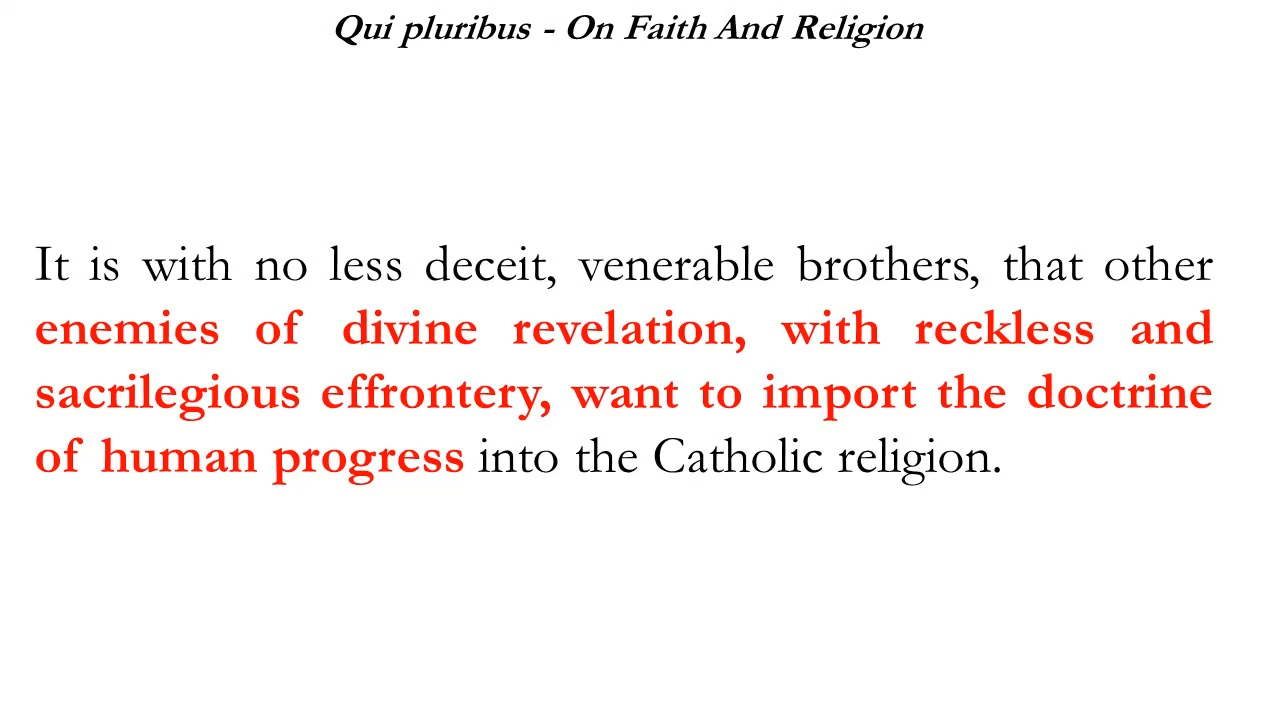 Qui pluribus - On Faith And Religion
It is with no less deceit, venerable brothers, that other
enemies of divine revelation, with reckless and
sacrilegious effrontery, want to import the doctrine
of human progress into the Catholic religion.